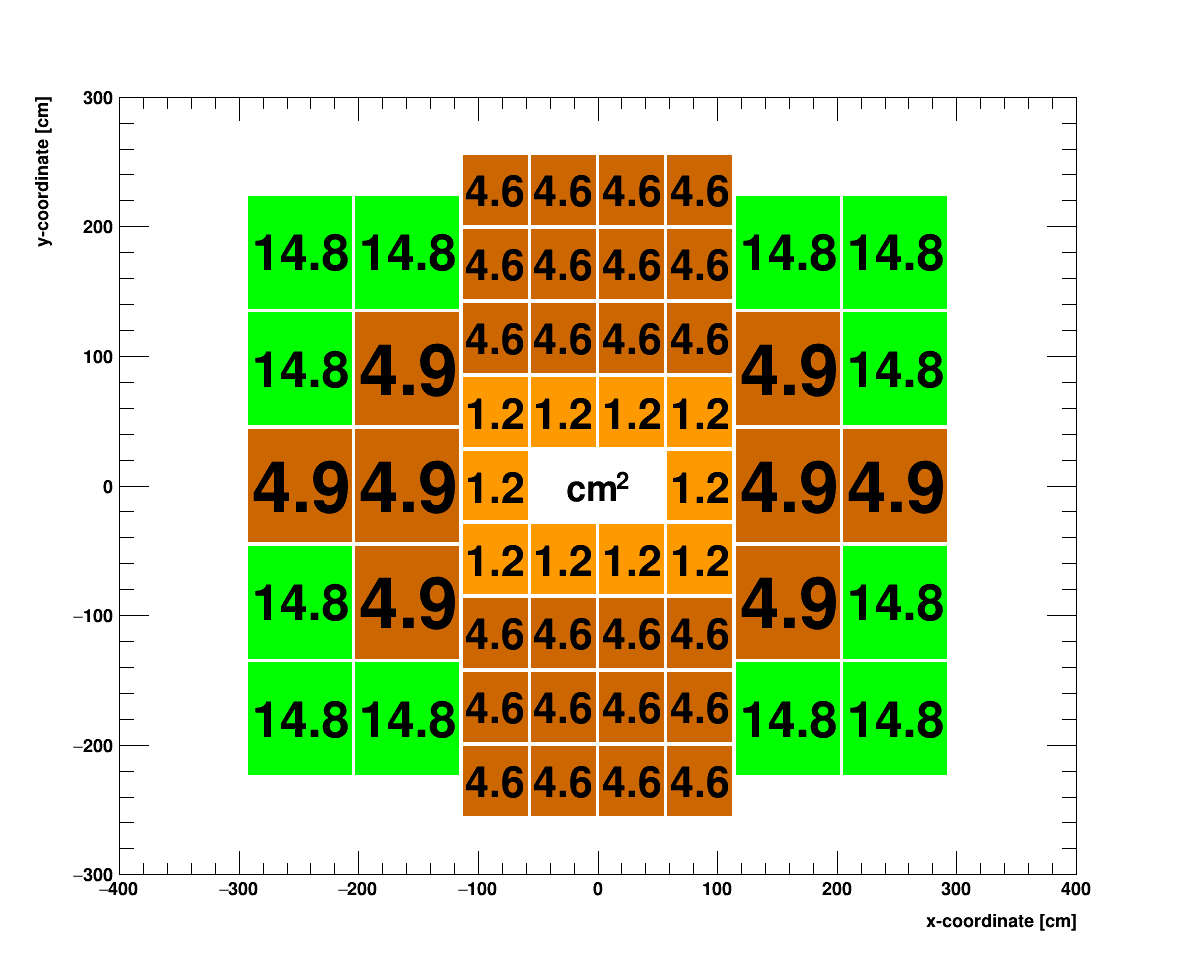 y-coordinate [cm]
300
200
100
0
−100
−200
−300
4.6 4.6 4.6 4.6
14.8 14.8 4.6 4.6 4.6 4.6 14.8 14.8
14.8 4.9 4.6 4.6 4.6 4.6 4.9 14.8
1.2 1.2 1.2 1.2
4.9 4.9 1.2 cm² 1.2 4.9 4.9
1.2 1.2 1.2 1.2
14.8 4.9 4.6 4.6 4.6 4.6 4.9 14.8
14.8 14.8 4.6 4.6 4.6 4.6 14.8 14.8
4.6 4.6 4.6 4.6
−400 −300 −200 −100 0 100 200 300 400
x-coordinate [cm]